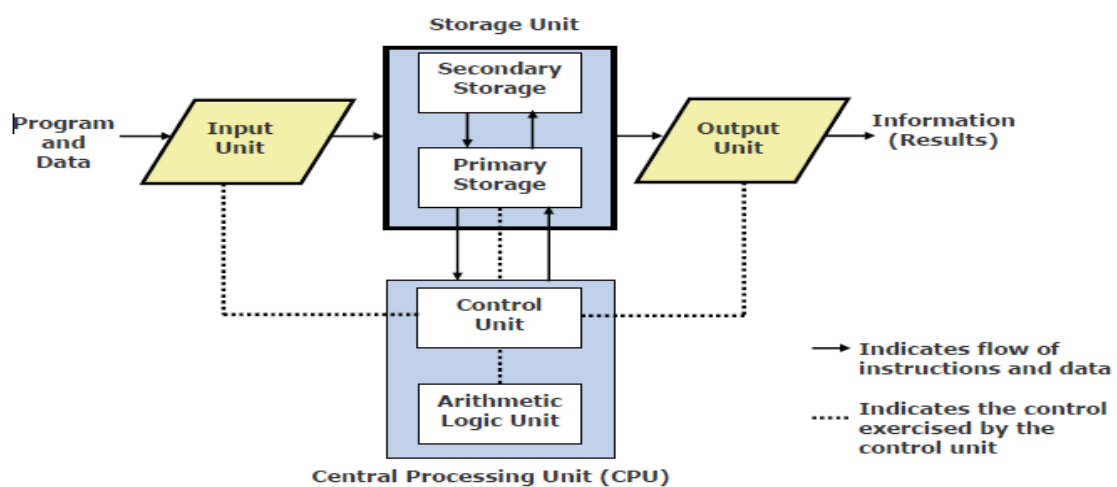 Storage Unit
Secondary
Storage
Program
and
Data
Input
Unit
Primary
Storage
Output
Unit
Information
(Results)
Control
Unit
Arithmetic
Logic Unit
Central Processing Unit (CPU)
Indicates flow of
instructions and data
Indicates the control
exercised by the
control unit